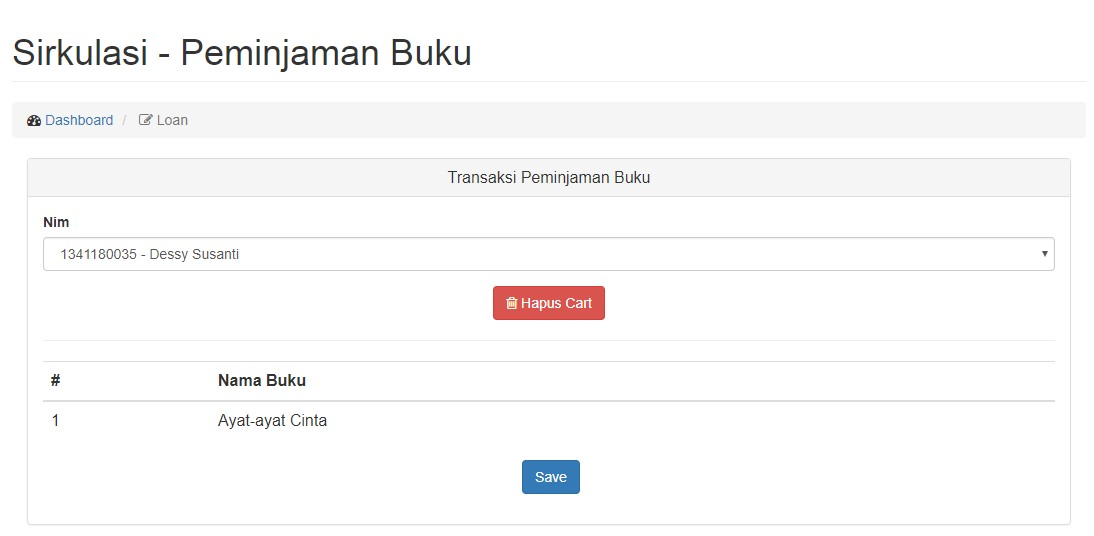 Sirkulasi - Peminjaman Buku
Dashboard / Loan
Transaksi Peminjaman Buku
Nim
1341180035 - Dessy Susanti
Hapus Cart
# Nama Buku
1 Ayat-ayat Cinta
Save